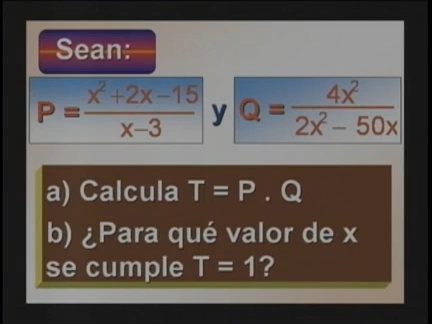 Sean:
P = x²+2x−15 / x−3 y Q = 4x² / 2x² − 50x
a) Calcula T = P . Q
b) ¿Para qué valor de x
se cumple T = 1?